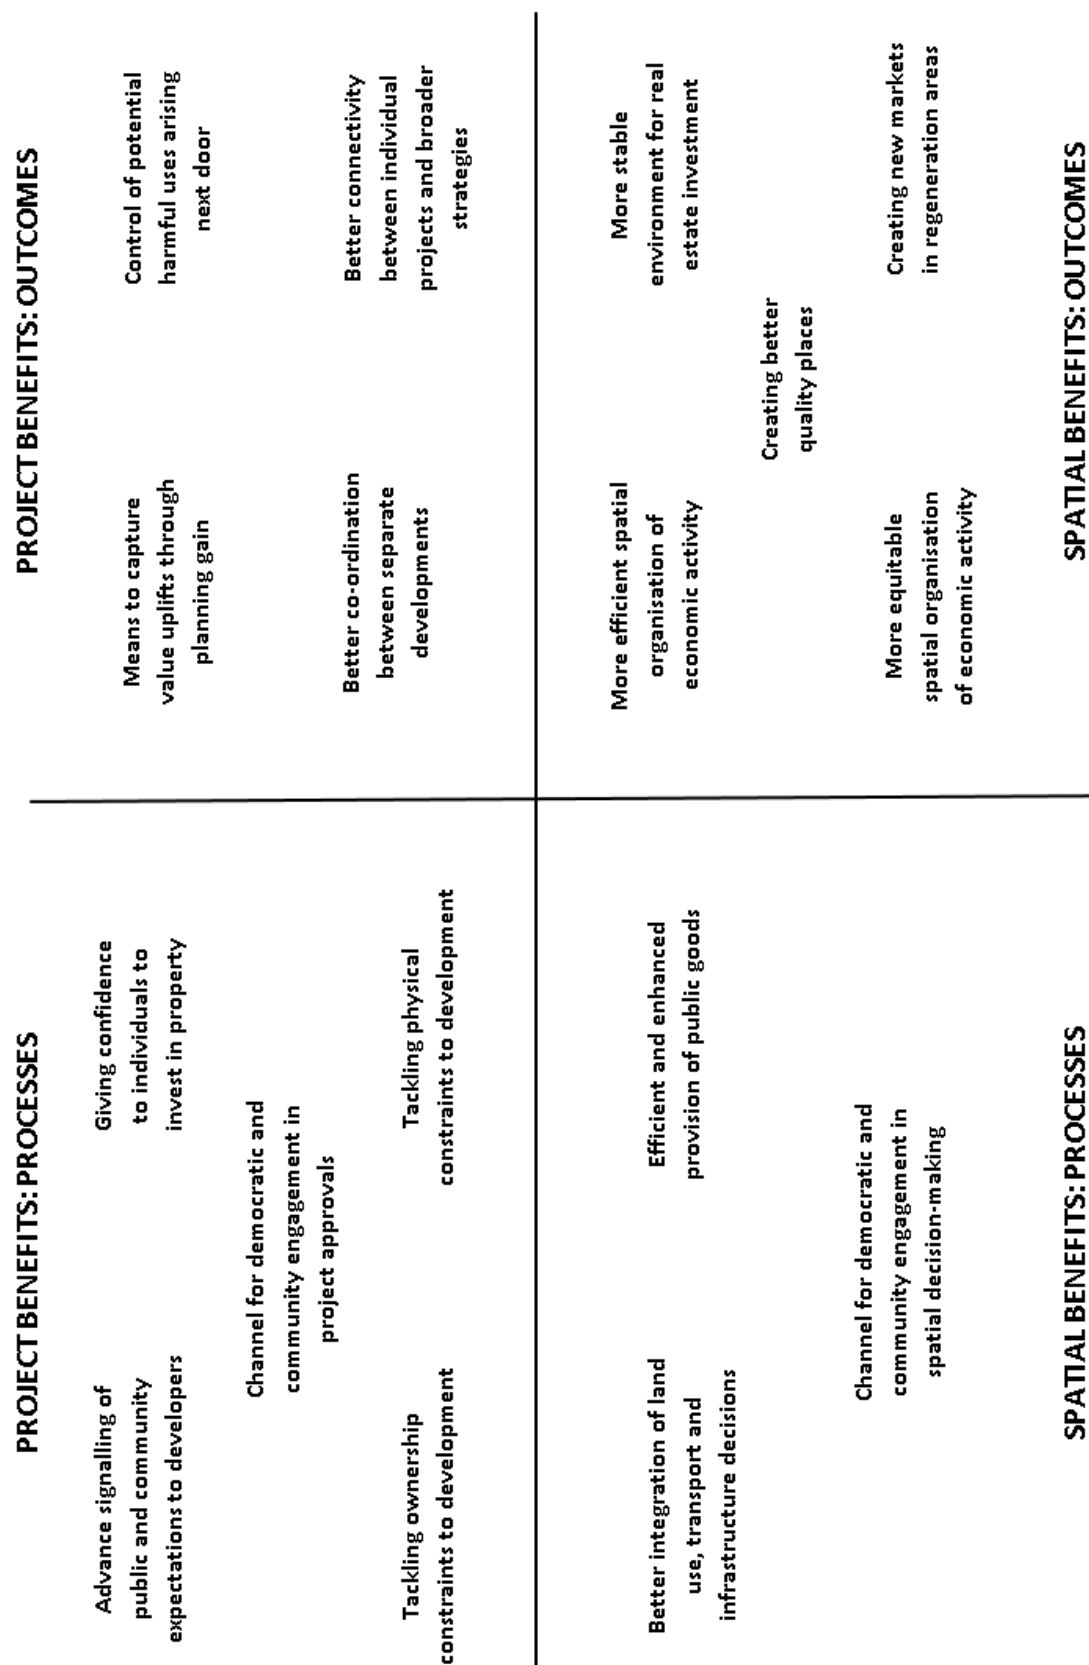 PROJECT BENEFITS: PROCESSES
Advance signalling of
public and community
expectations to developers
Giving confidence
to individuals to
invest in property
Channel for democratic and
community engagement in
project approvals
Tackling ownership
constraints to development
Tackling physical
constraints to development
PROJECT BENEFITS: OUTCOMES
Means to capture
value uplifts through
planning gain
Control of potential
harmful uses arising
next door
Better co-ordination
between separate
developments
Better connectivity
between individual
projects and broader
strategies
Better integration of land
use, transport and
infrastructure decisions
Efficient and enhanced
provision of public goods
Channel for democratic and
community engagement in
spatial decision-making
SPATIAL BENEFITS: PROCESSES
More efficient spatial
organisation of
economic activity
More stable
environment for real
estate investment
Creating better
quality places
More equitable
spatial organisation
of economic activity
Creating new markets
in regeneration areas
SPATIAL BENEFITS: OUTCOMES